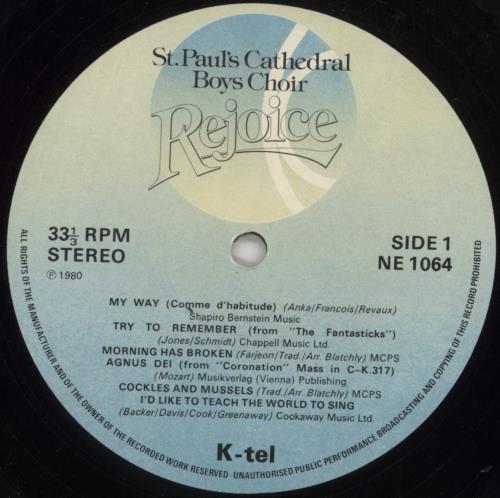 St. Paul's Cathedral
Boys Choir
Rejoice
33⅓ RPM
STEREO
℗ 1980
SIDE 1
NE 1064
MY WAY (Comme d'habitude) (Anka/Francois/Revaux)
Shapiro Bernstein Music
TRY TO REMEMBER (from "The Fantasticks")
(Jones/Schmidt) Chappell Music Ltd.
MORNING HAS BROKEN (Farjeon/Trad./Arr. Blatchly) MCPS
AGNUS DEI (from "Coronation" Mass in C-K.317)
(Mozart) Musikverlag (Vienna) Publishing
COCKLES AND MUSSELS (Trad./Arr. Blatchly) MCPS
I'D LIKE TO TEACH THE WORLD TO SING
(Backer/Davis/Cook/Greenaway) Cookaway Music Ltd.
K-tel
ALL RIGHTS OF THE MANUFACTURER AND OF THE OWNER OF THE RECORDED WORK RESERVED - UNAUTHORISED PUBLIC PERFORMANCE BROADCASTING AND COPYING OF THIS RECORD PROHIBITED